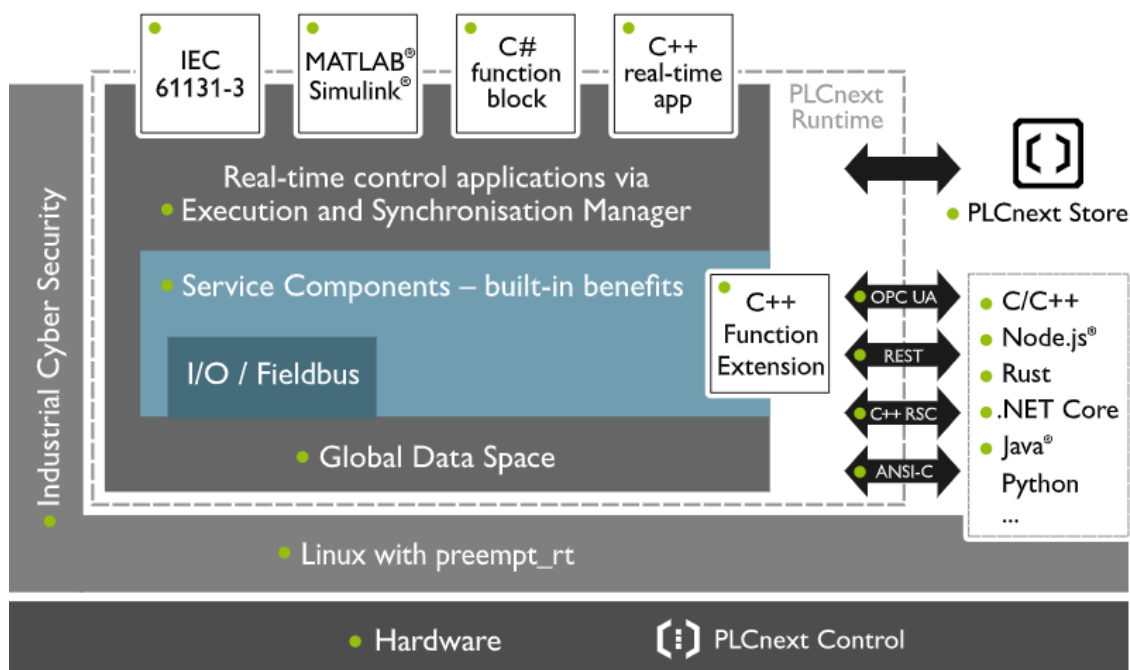 IEC
61131-3
MATLAB®
Simulink®
C#
function
block
C++
real-time
app
PLCnext
Runtime
Real-time control applications via
Execution and Synchronisation Manager
PLCnext Store
Industrial Cyber Security
Service Components – built-in benefits
I/O / Fieldbus
C++
Function
Extension
OPC UA
REST
C++ RSC
ANSI-C
C/C++
Node.js®
Rust
.NET Core
Java®
Python
...
Global Data Space
Linux with preempt_rt
Hardware
PLCnext Control